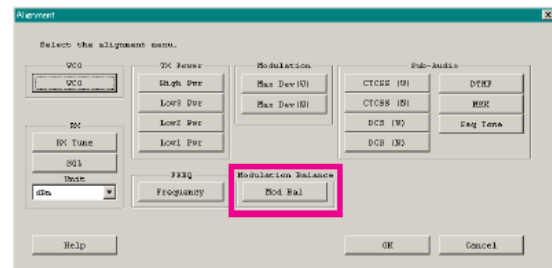 Alignment
Select the alignment menu.
VCO
VCO
RX
RX Tune
SQL
Unit
dBm
TX Power
High Pwr
Low3 Pwr
Low2 Pwr
Low1 Pwr
FREQ
Frequency
Modulation
Max Dev(W)
Max Dev(N)
Modulation Balance
Mod Bal
Sub-Audio
CTCSS (W)
CTCSS (N)
DCS (W)
DCS (N)
DTMF
MSK
Seq Tone
Help
OK
Cancel